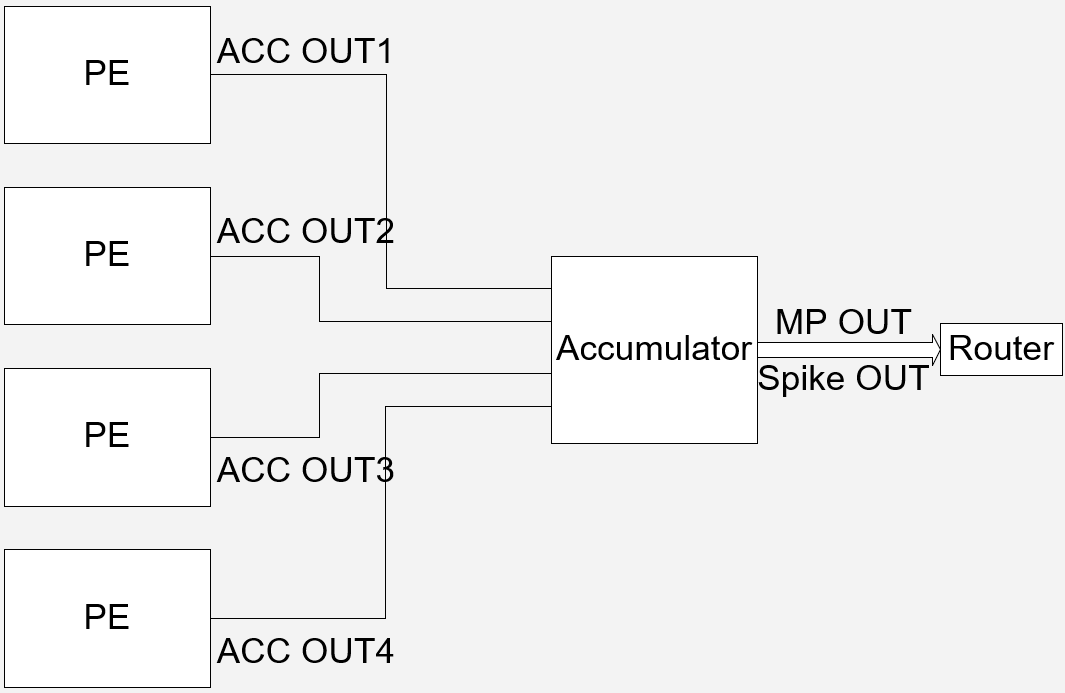 PE
ACC OUT1
PE
ACC OUT2
PE
ACC OUT3
PE
ACC OUT4
Accumulator
MP OUT
Spike OUT
Router